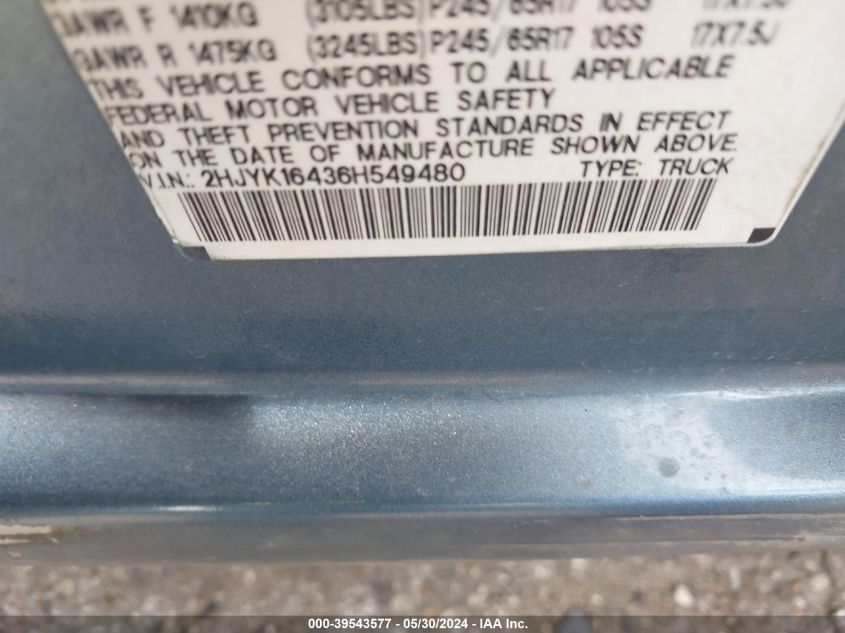 GAWR F 1410KG (3105LBS) P245/65R17 105S 17X7.5J
GAWR R 1475KG (3245LBS) P245/65R17 105S 17X7.5J
THIS VEHICLE CONFORMS TO ALL APPLICABLE
FEDERAL MOTOR VEHICLE SAFETY
AND THEFT PREVENTION STANDARDS IN EFFECT
ON THE DATE OF MANUFACTURE SHOWN ABOVE.
V.I.N.: 2HJYK16436H549480 TYPE: TRUCK
000-39543577 - 05/30/2024 - IAA Inc.